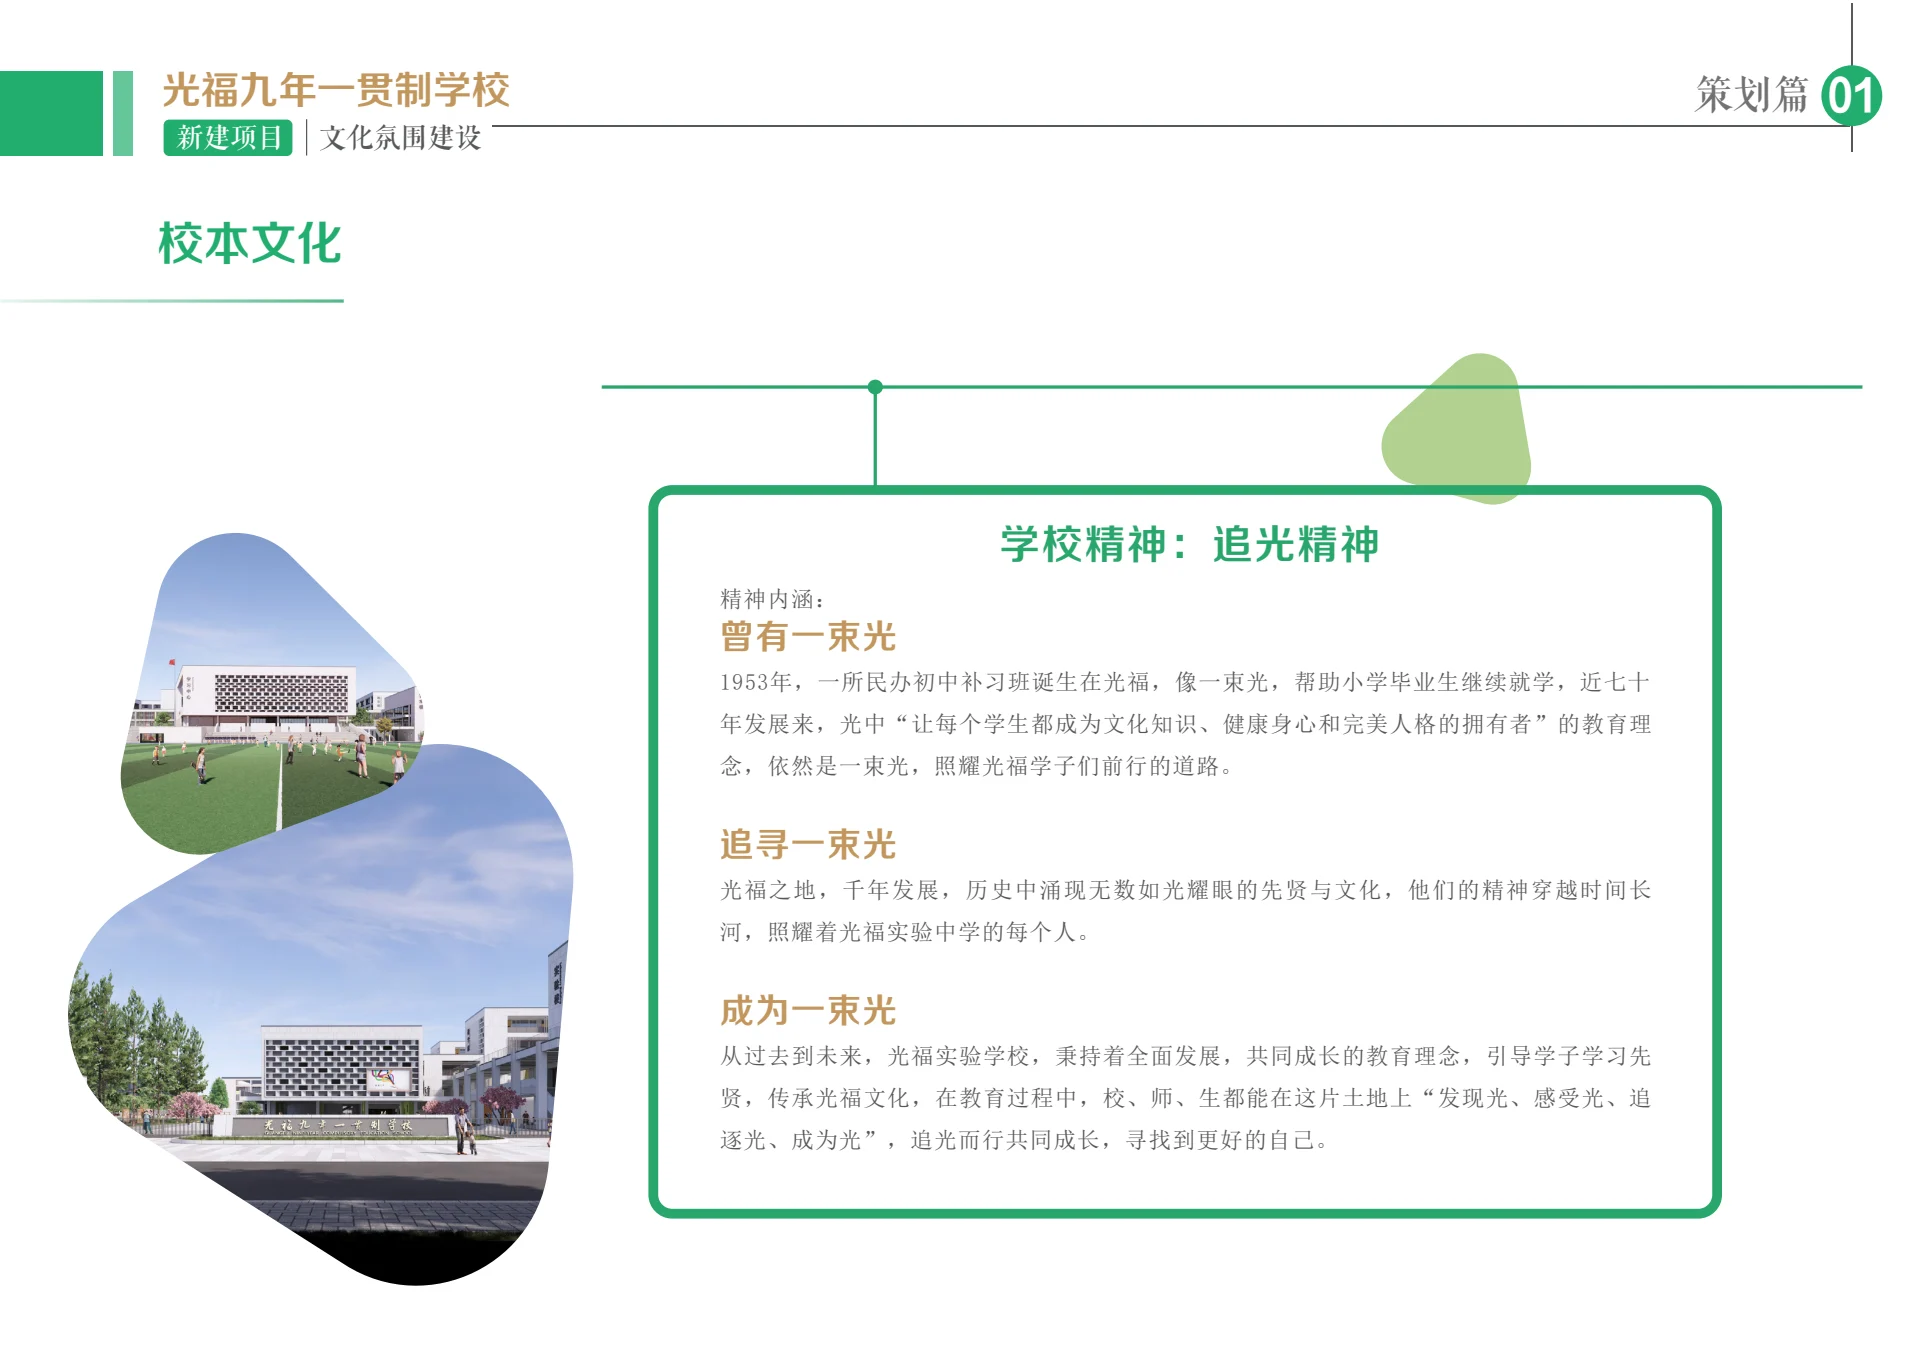 光福九年一贯制学校
新建项目 文化氛围建设
策划篇 01
校本文化
学校精神：追光精神
精神内涵：
曾有一束光
1953年，一所民办初中补习班诞生在光福，像一束光，帮助小学毕业生继续就学，近七十
年发展来，光中“让每个学生都成为文化知识、健康身心和完美人格的拥有者”的教育理
念，依然是一束光，照耀光福学子们前行的道路。
追寻一束光
光福之地，千年发展，历史中涌现无数如光耀眼的先贤与文化，他们的精神穿越时间长
河，照耀着光福实验中学的每个人。
成为一束光
从过去到未来，光福实验学校，秉持着全面发展，共同成长的教育理念，引导学子学习先
贤，传承光福文化，在教育过程中，校、师、生都能在这片土地上“发现光、感受光、追
逐光、成为光”，追光而行共同成长，寻找到更好的自己。
光福九年一贯制学校